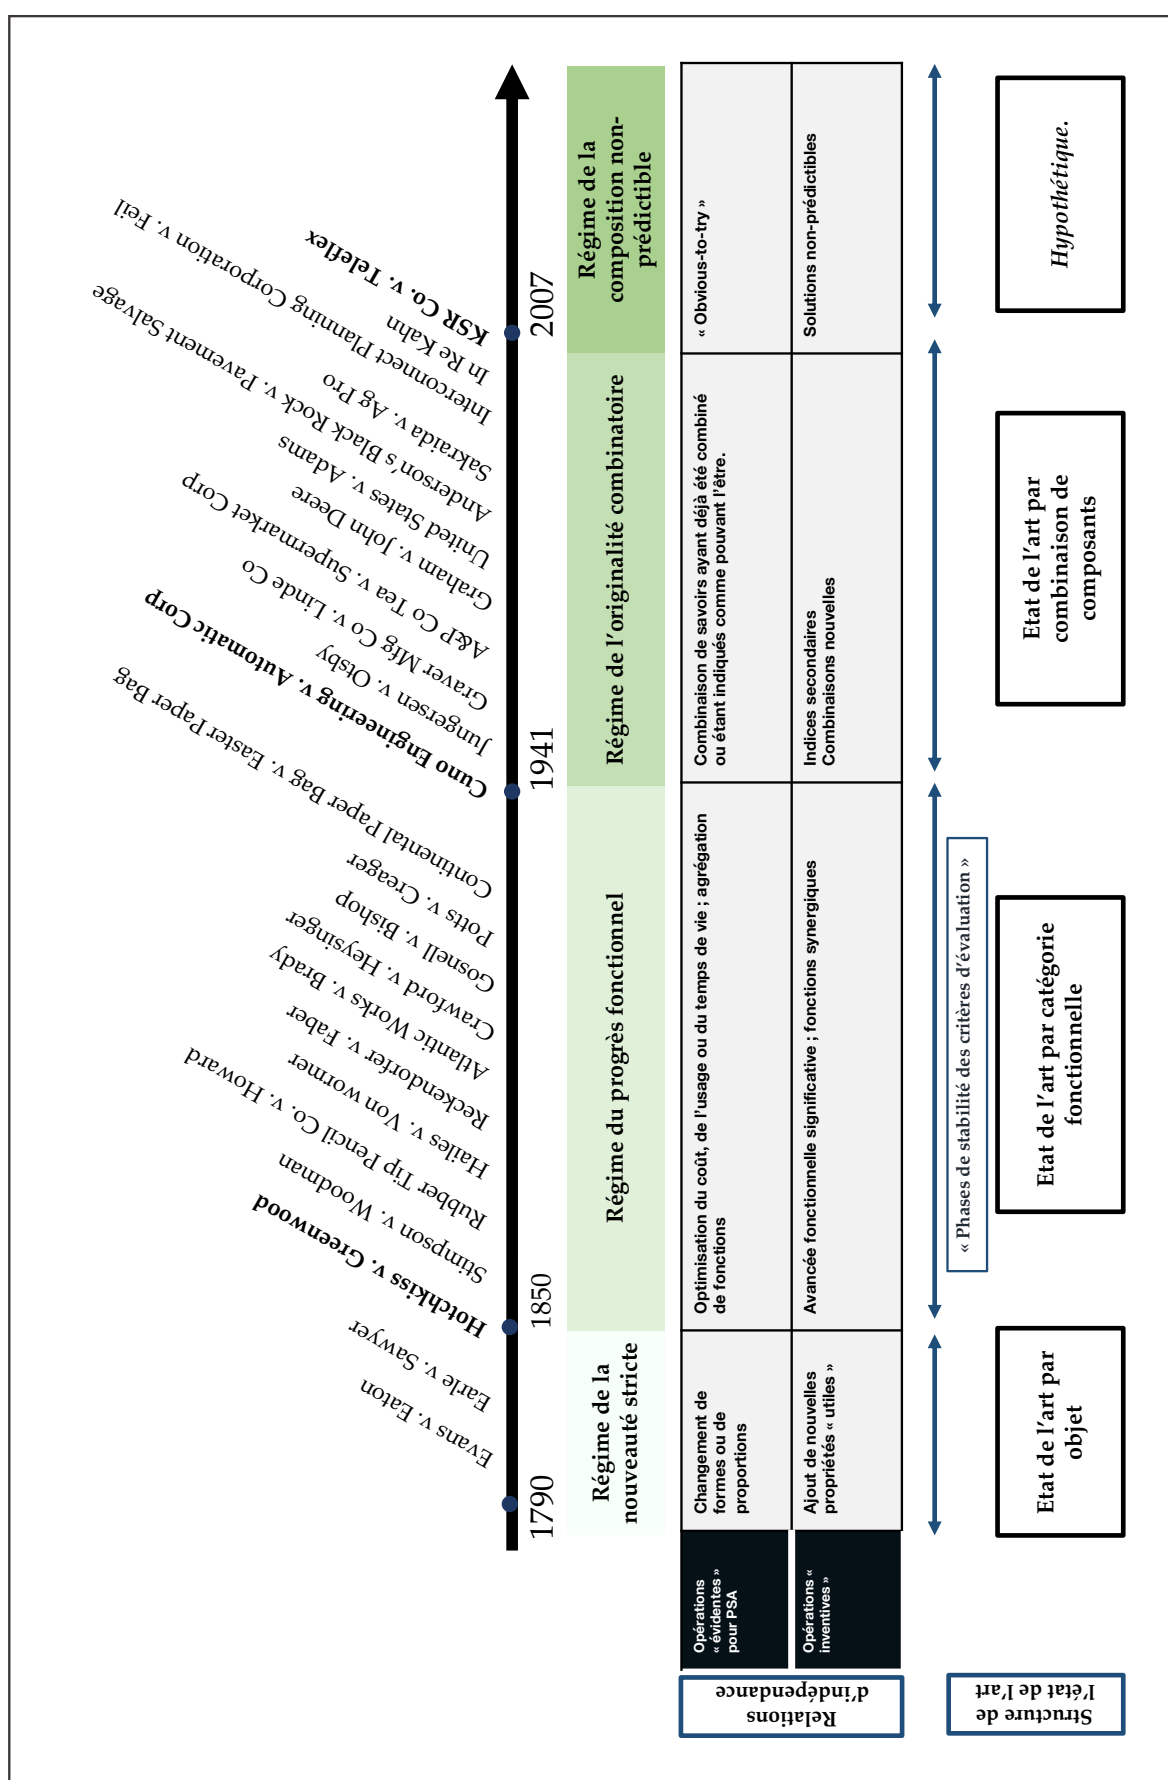 Evans v. Eaton
Earle v. Sawyer
Hotchkiss v. Greenwood
Stimpson v. Woodman
Rubber Tip Pencil Co. v. Howard
Hailes v. Von wormer
Reckendorfer v. Faber
Atlantic Works v. Brady
Crawford v. Heysinger
Gosnell v. Bishop
Potts v. Creager
Continental Paper Bag v. Easter Paper Bag
Cuno Engineering v. Automatic Corp
Jungersen v. Otsby
Graver Mfg Co v. Linde Co
A&P Co Tea v. Supermarket Corp
Graham v. John Deere
United States v. Adams
Anderson's Black Rock v. Pavement Salvage
Sakraida v. Ag Pro
Interconnect Planning Corporation v. Feil
In Re Kahn
KSR Co. v. Teleflex
1790
1850
1941
2007
Régime de la
nouveauté stricte
Régime du progrès fonctionnel
Régime de l'originalité combinatoire
Régime de la
composition non-
prédictible
Relations
d'indépendance
Opérations
« évidentes »
pour PSA
Changement de
formes ou de
proportions
Optimisation du coût, de l'usage ou du temps de vie ; agrégation
de fonctions
Combinaison de savoirs ayant déjà été combiné
ou étant indiqués comme pouvant l'être.
« Obvious-to-try »
Opérations «
inventives »
Ajout de nouvelles
propriétés « utiles »
Avancée fonctionnelle significative ; fonctions synergiques
Indices secondaires
Combinaisons nouvelles
Solutions non-prédictibles
« Phases de stabilité des critères d'évaluation »
Structure de
l'état de l'art
Etat de l'art par
objet
Etat de l'art par catégorie
fonctionnelle
Etat de l'art par
combinaison de
composants
Hypothétique.